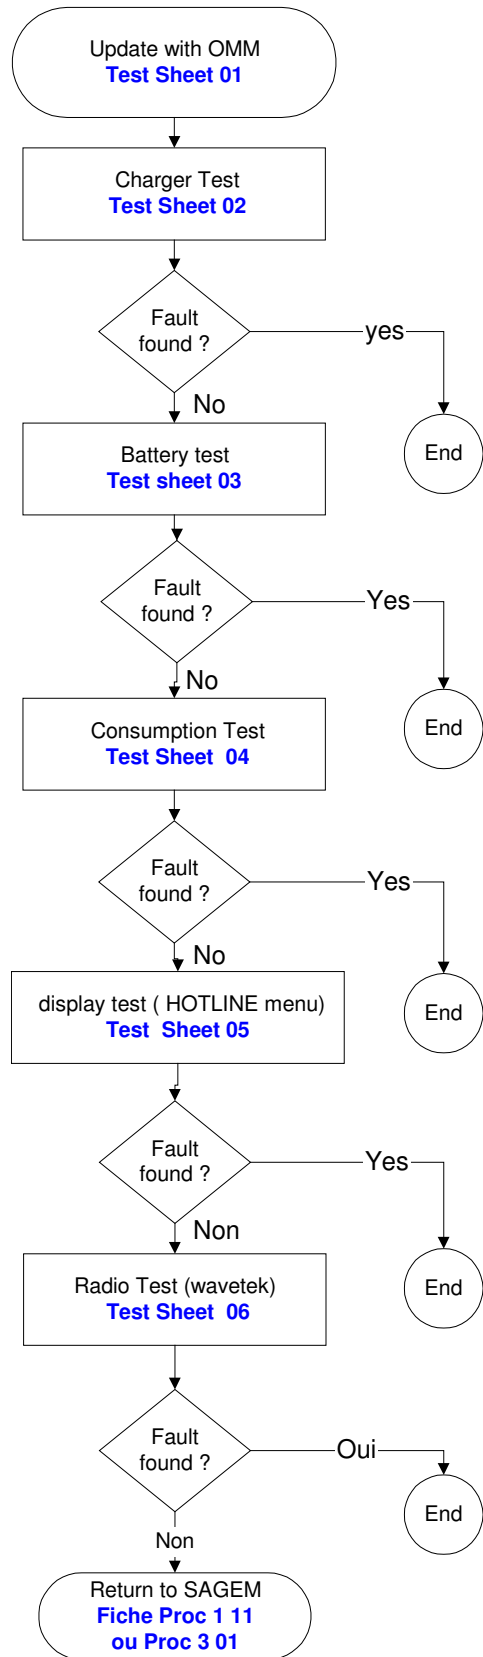 Update with OMM
Test Sheet 01
Charger Test
Test Sheet 02
Fault
found ?
yes
No
End
Battery test
Test sheet 03
Fault
found ?
Yes
No
End
Consumption Test
Test Sheet 04
Fault
found ?
Yes
No
End
display test ( HOTLINE menu)
Test Sheet 05
Fault
found ?
Yes
Non
End
Radio Test (wavetek)
Test Sheet 06
Fault
found ?
Oui
End
Non
Return to SAGEM
Fiche Proc 1 11
ou Proc 3 01